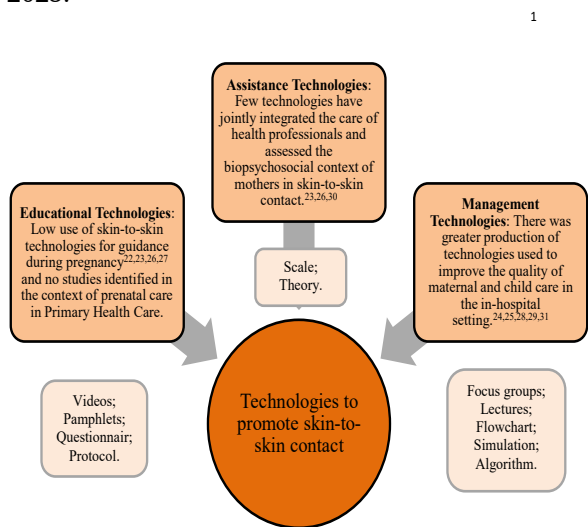 1
Assistance Technologies:
Few technologies have
jointly integrated the care of
health professionals and
assessed the
biopsychosocial context of
mothers in skin-to-skin
contact.23,26,30
Educational Technologies:
Low use of skin-to-skin
technologies for guidance
during pregnancy22,23,26,27
and no studies identified in
the context of prenatal care
in Primary Health Care.
Management
Technologies: There was
greater production of
technologies used to
improve the quality of
maternal and child care in
the in-hospital
setting.24,25,28,29,31
Scale;
Theory.
Videos;
Pamphlets;
Questionnair;
Protocol.
Technologies to
promote skin-to-
skin contact
Focus groups;
Lectures;
Flowchart;
Simulation;
Algorithm.